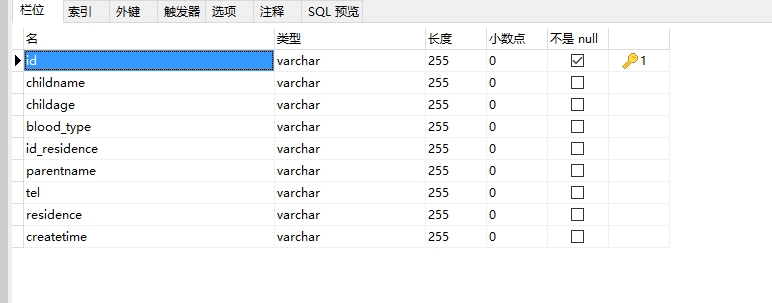 栏位 索引 外键 触发器 选项 注释 SQL 预览
名 类型 长度 小数点 不是 null
id varchar 255 0 1
childname varchar 255 0
childage varchar 255 0
blood_type varchar 255 0
id_residence varchar 255 0
parentname varchar 255 0
tel varchar 255 0
residence varchar 255 0
createtime varchar 255 0